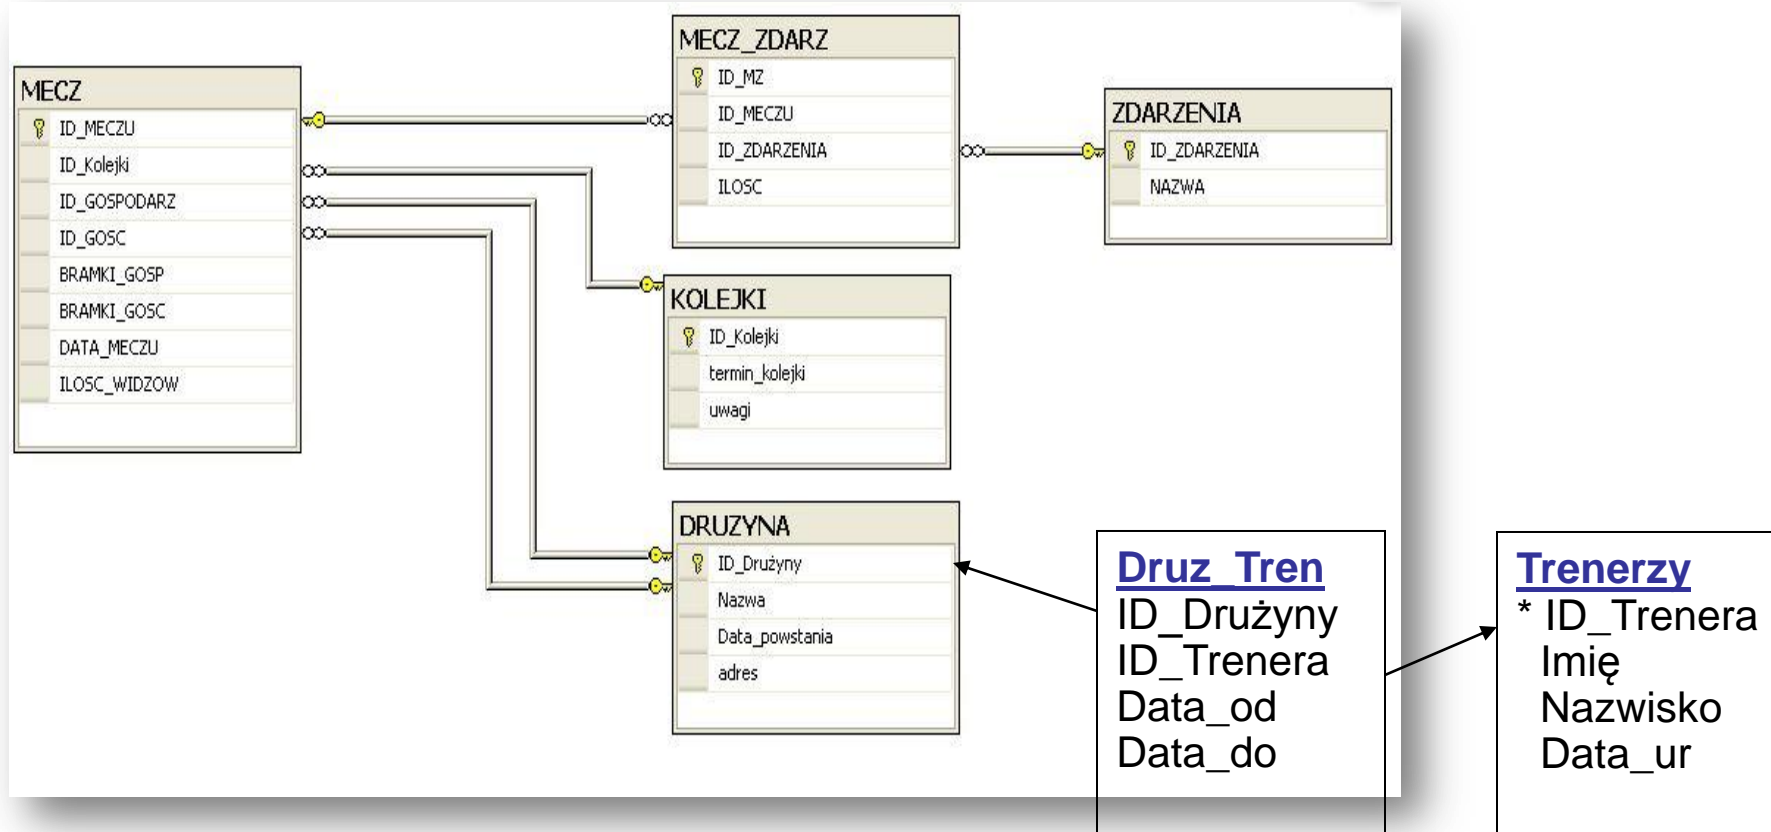 MECZ
ID_MECZU
ID_Kolejki
ID_GOSPODARZ
ID_GOSC
BRAMKI_GOSP
BRAMKI_GOSC
DATA_MECZU
ILOSC_WIDZOW
MECZ_ZDARZ
ID_MZ
ID_MECZU
ID_ZDARZENIA
ILOSC
ZDARZENIA
ID_ZDARZENIA
NAZWA
KOLEJKI
ID_Kolejki
termin_kolejki
uwagi
DRUZYNA
ID_Drużyny
Nazwa
Data_powstania
adres
Druz_Tren
ID_Drużyny
ID_Trenera
Data_od
Data_do
Trenerzy
* ID_Trenera
Imię
Nazwisko
Data_ur